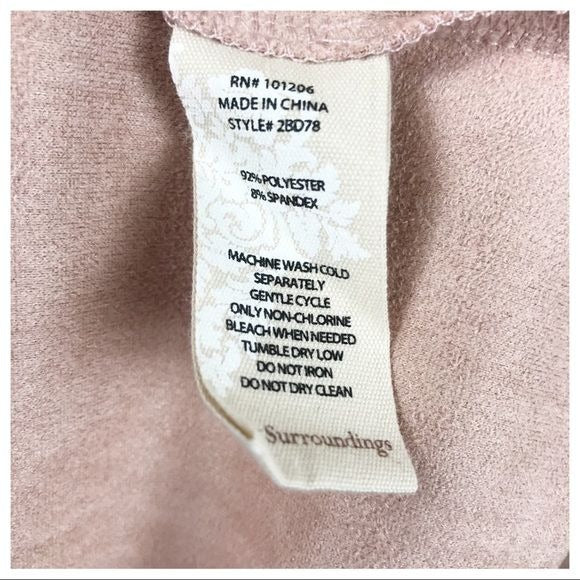 RN# 101206
MADE IN CHINA
STYLE# 2BD78
92% POLYESTER
8% SPANDEX
MACHINE WASH COLD
SEPARATELY
GENTLE CYCLE
ONLY NON-CHLORINE
BLEACH WHEN NEEDED
TUMBLE DRY LOW
DO NOT IRON
DO NOT DRY CLEAN
Surroundings